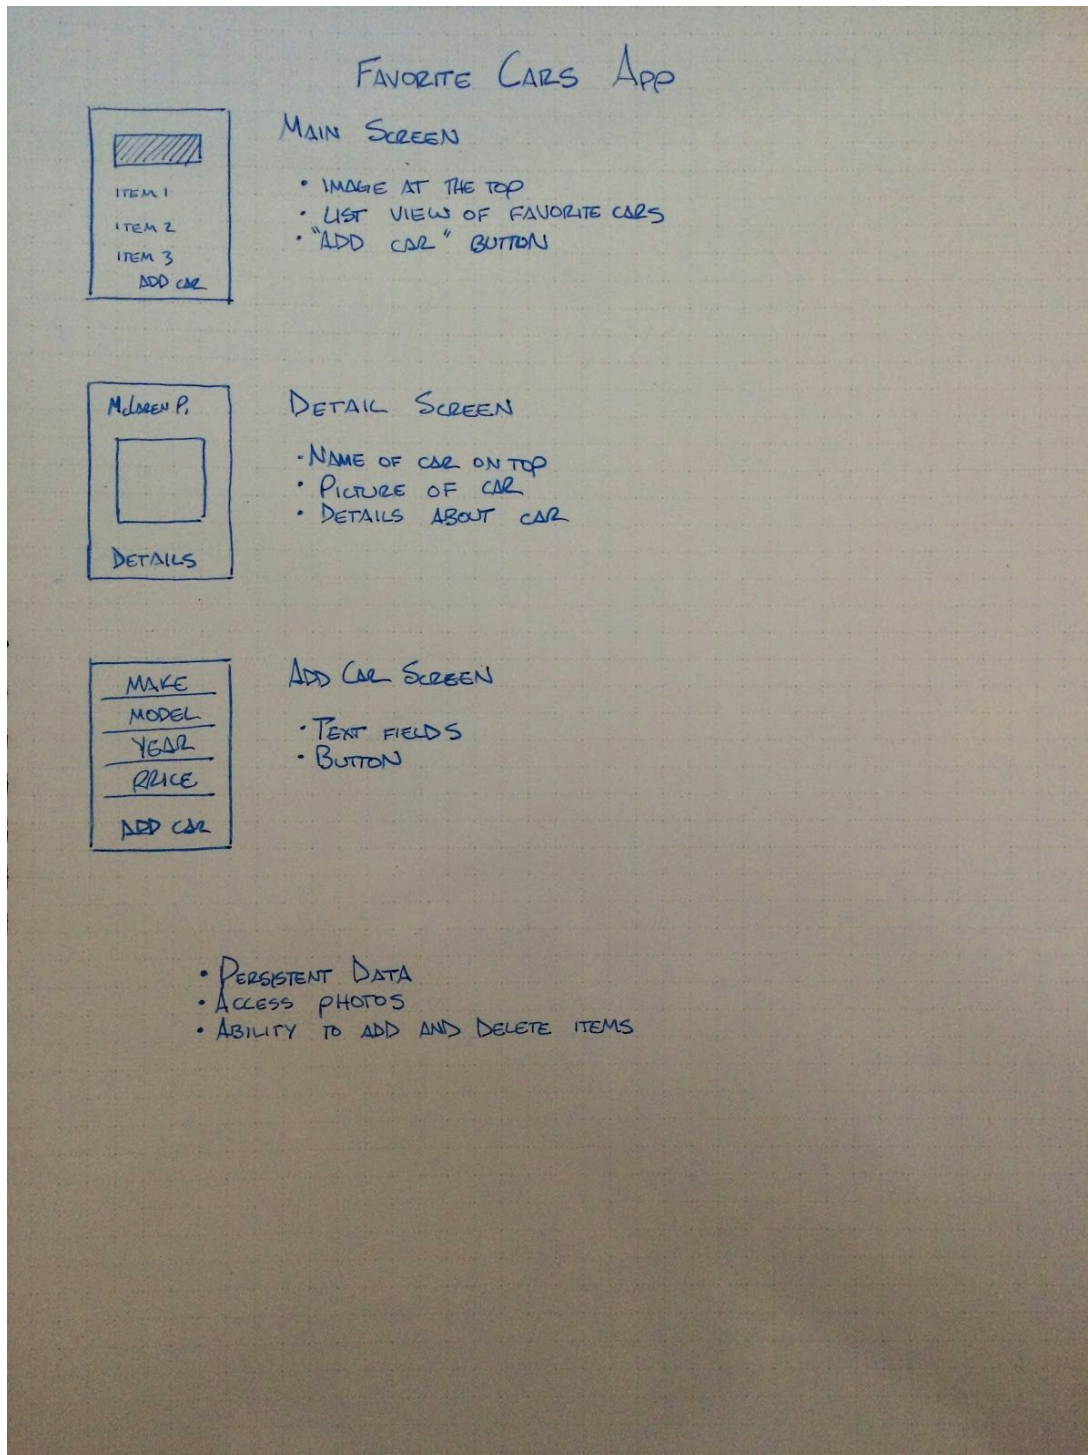 FAVORITE CARS APP
MAIN SCREEN
• IMAGE AT THE TOP
• LIST VIEW OF FAVORITE CARS
• "ADD CAR" BUTTON
ITEM 1
ITEM 2
ITEM 3
ADD CAR
DETAIL SCREEN
• NAME OF CAR ON TOP
• PICTURE OF CAR
• DETAILS ABOUT CAR
McLAREN P1
DETAILS
ADD CAR SCREEN
• TEXT FIELDS
• BUTTON
MAKE
MODEL
YEAR
PRICE
ADD CAR
• PERSISTENT DATA
• ACCESS PHOTOS
• ABILITY TO ADD AND DELETE ITEMS